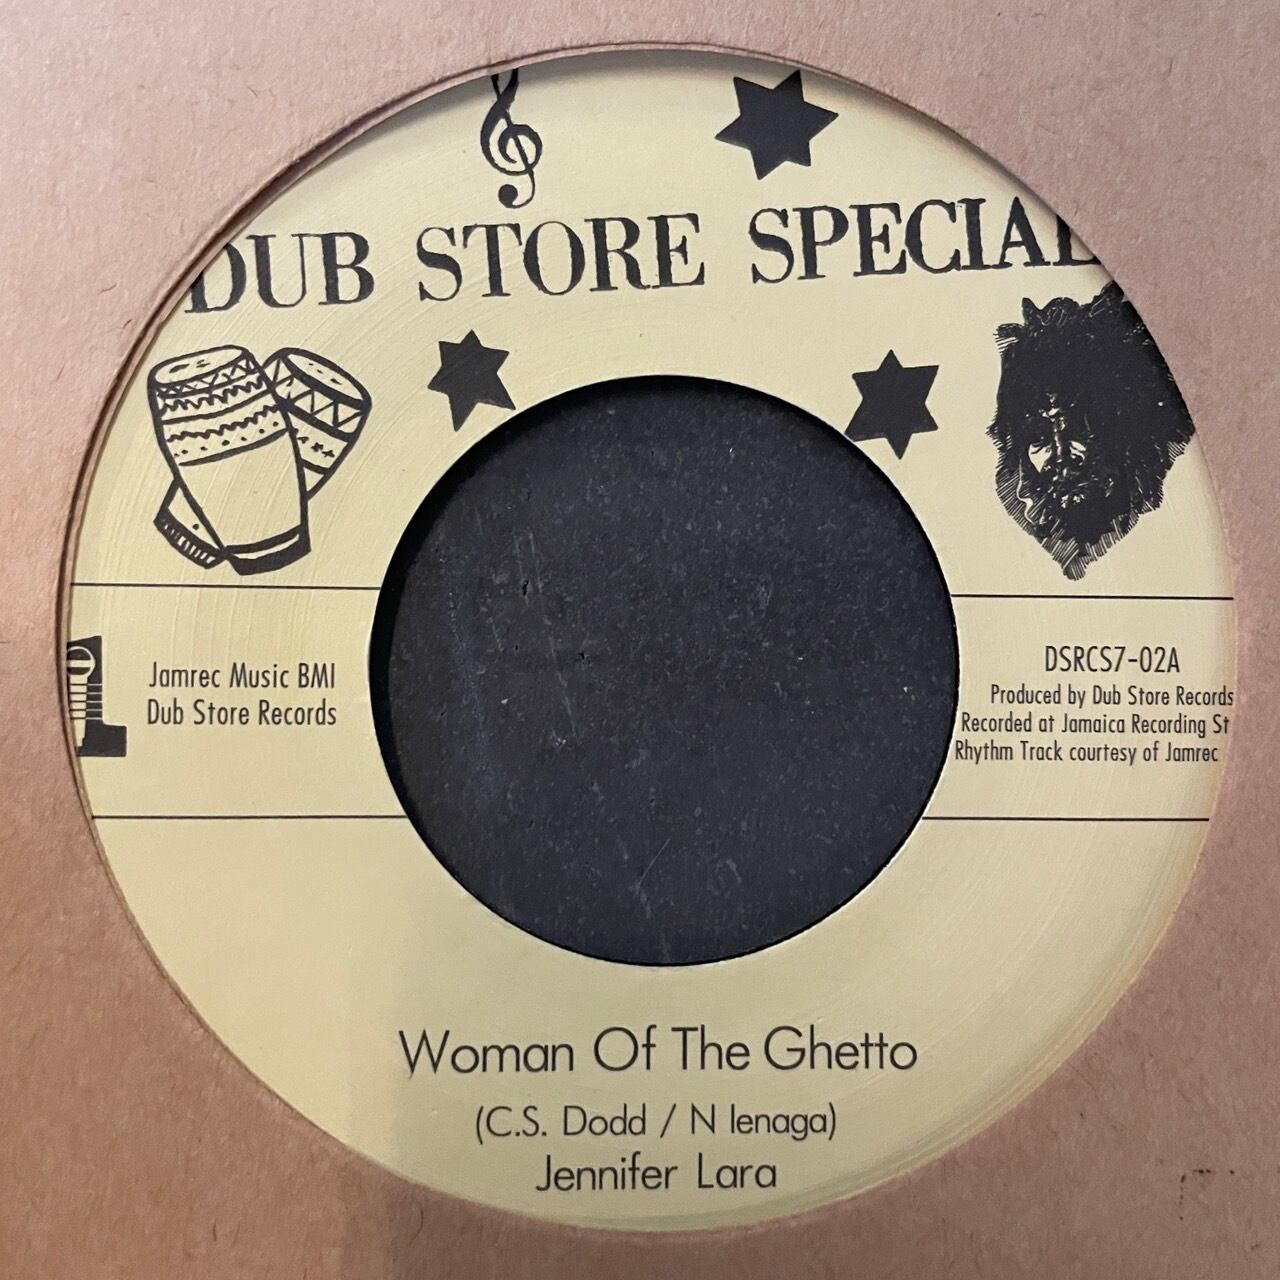 DUB STORE SPECIAL
Jamrec Music BMI
Dub Store Records
DSRCS7-02A
Produced by Dub Store Records
Recorded at Jamaica Recording St
Rhythm Track courtesy of Jamrec
Woman Of The Ghetto
(C.S. Dodd / N Ienaga)
Jennifer Lara